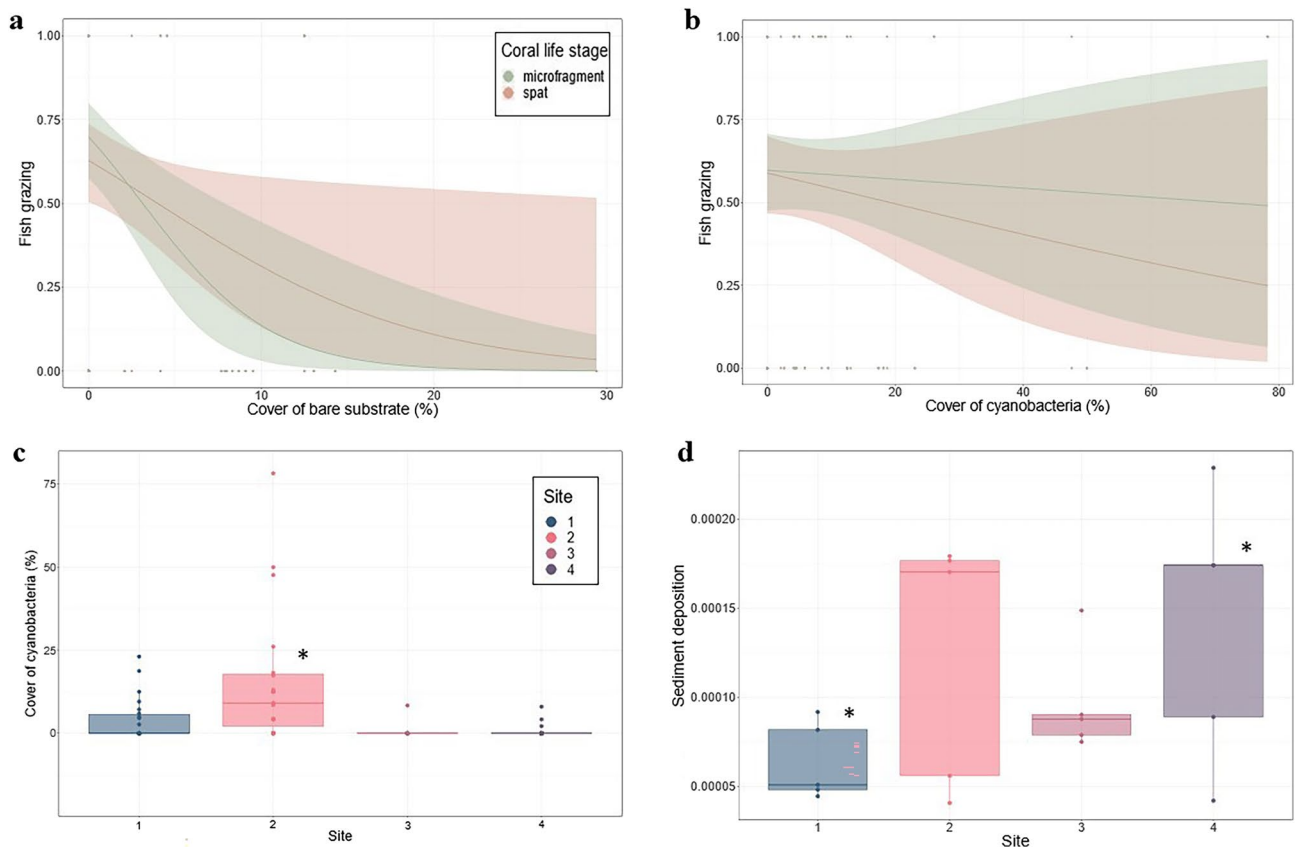 a
1.00
0.75
0.50
0.25
0.00
Fish grazing
0
10
20
30
Cover of bare substrate (%)
Coral life stage
microfragment
spat
b
1.00
0.75
0.50
0.25
0.00
Fish grazing
0
20
40
60
80
Cover of cyanobacteria (%)
c
75
50
25
0
Cover of cyanobacteria (%)
*
1
2
3
4
Site
Site
1
2
3
4
d
0.00020
0.00015
0.00010
0.00005
Sediment deposition
*
*
1
2
3
4
Site